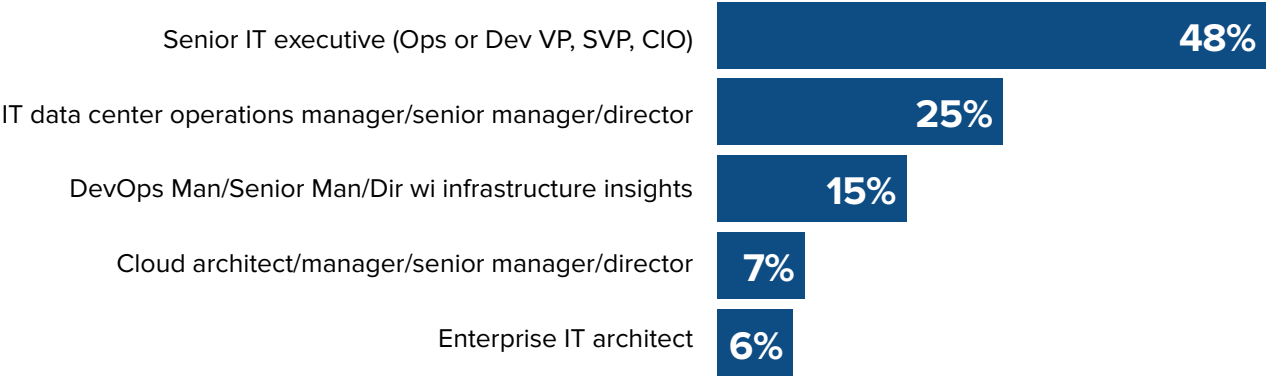 Senior IT executive (Ops or Dev VP, SVP, CIO) 48%
IT data center operations manager/senior manager/director 25%
DevOps Man/Senior Man/Dir wi infrastructure insights 15%
Cloud architect/manager/senior manager/director 7%
Enterprise IT architect 6%